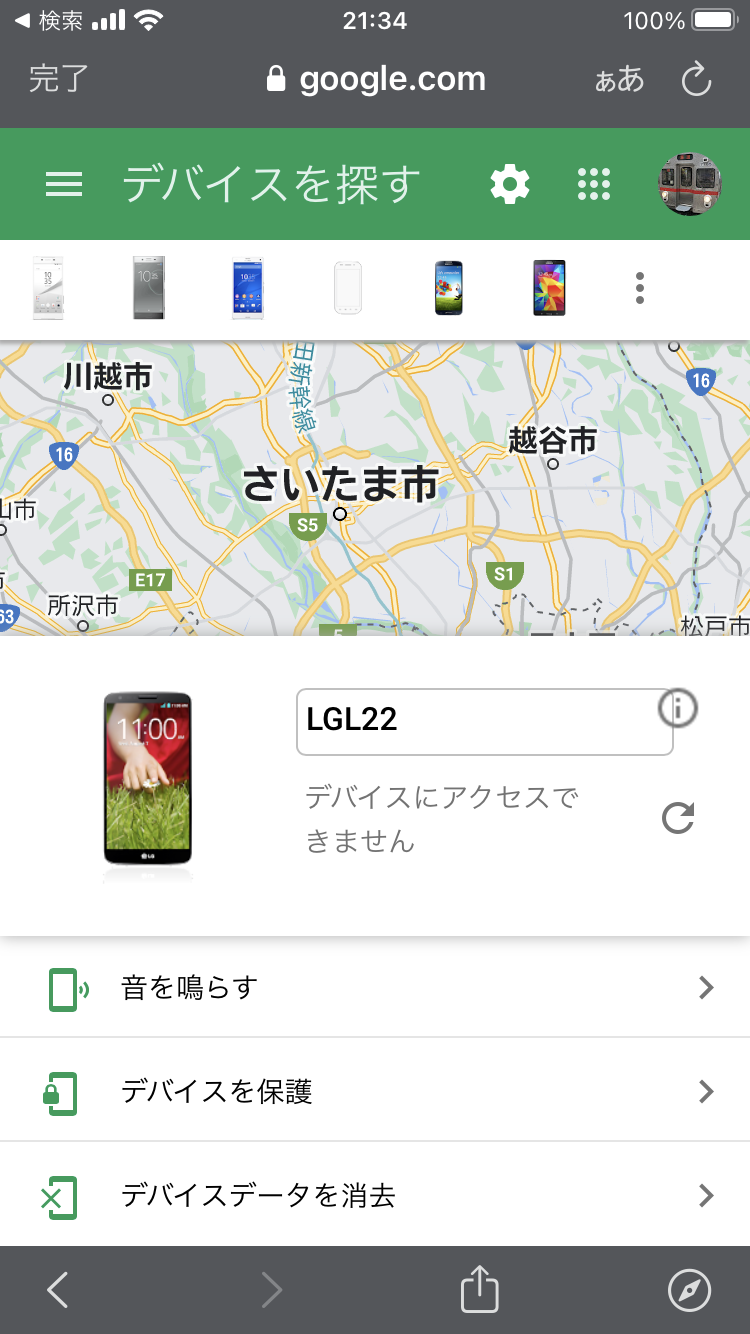 検索
21:34
100%
完了
google.com
ぁあ
デバイスを探す
川越市
田新幹線
16
16
越谷市
さいたま市
山市
S5
S1
E17
所沢市
63
松戸市
LGL22
デバイスにアクセスで
きません
11:00
音を鳴らす
デバイスを保護
デバイスデータを消去